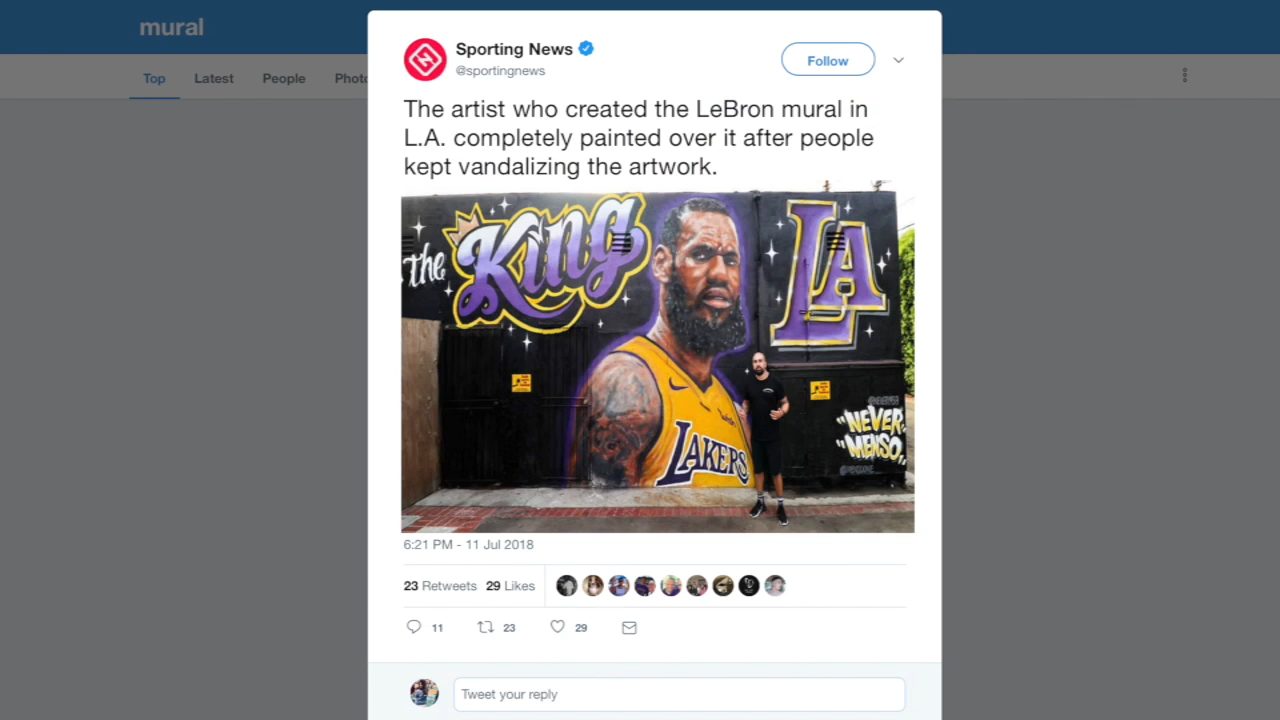 mural
Top Latest People
Sporting News
@sportingnews
Follow
The artist who created the LeBron mural in
L.A. completely painted over it after people
kept vandalizing the artwork.
the King
LA
LAKERS
"NEVER
"MENSO.,,
6:21 PM - 11 Jul 2018
23 Retweets 29 Likes
11 23 29
Tweet your reply